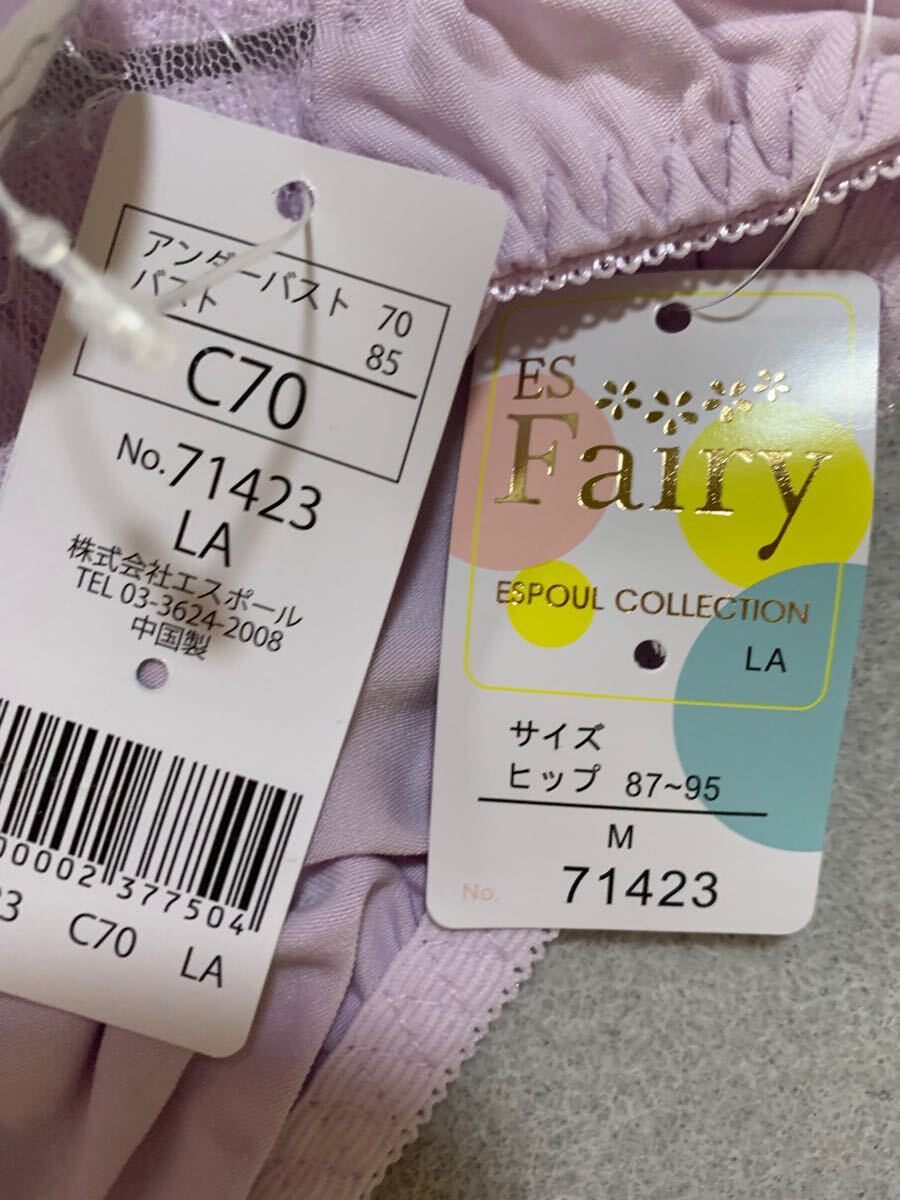 アンダーバスト 70
バスト 85
C70
No.71423
LA
株式会社エスポール
TEL 03-3624-2008
中国製
00002377504
23 C70 LA
ES
Fairy
ESPOUL COLLECTION
LA
サイズ
ヒップ 87~95
M
No. 71423